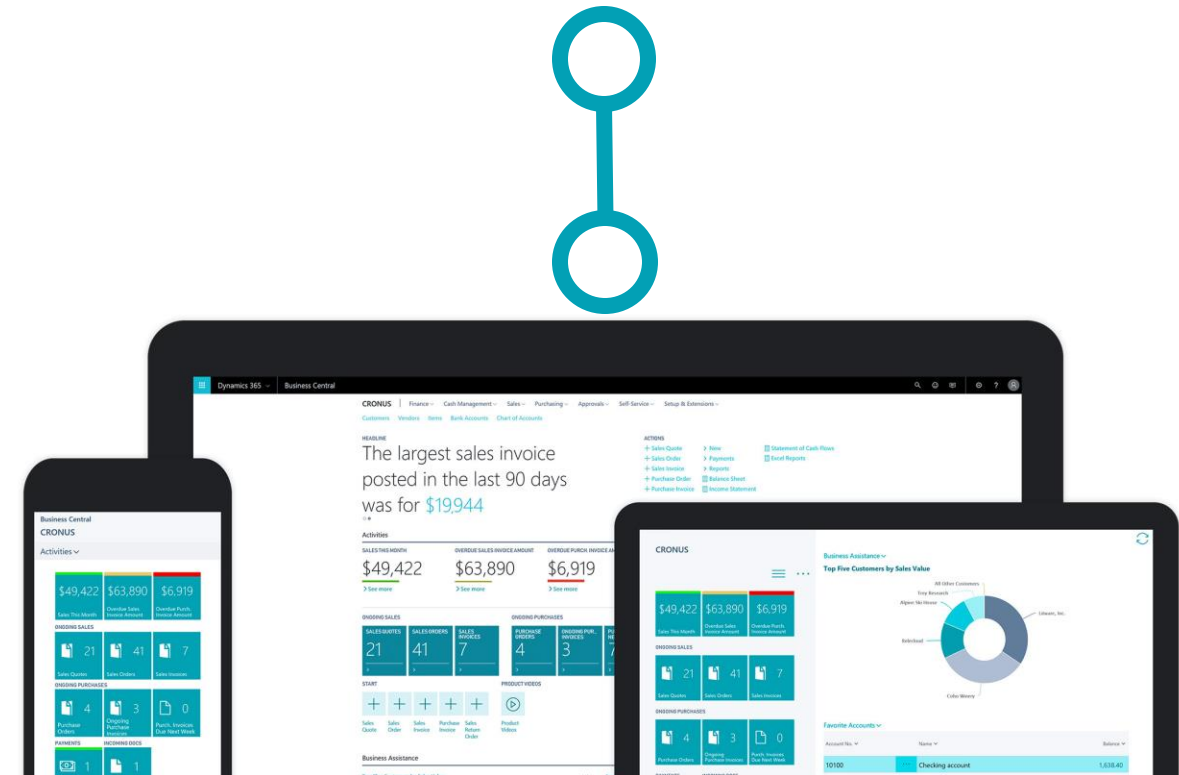 Dynamics 365
Business Central
CRONUS
Finance
Cash Management
Sales
Purchasing
Approvals
Self-Service
Setup & Extensions
Customers
Vendors
Items
Bank Accounts
Chart of Accounts
HEADLINE
The largest sales invoice
posted in the last 90 days
was for $19,944
ACTIONS
+ Sales Quote
+ Sales Order
+ Sales Invoice
+ Purchase Order
+ Purchase Invoice
> New
> Payments
> Reports
Balance Sheet
Income Statement
Statement of Cash Flows
Excel Reports
Activities
SALES THIS MONTH
$49,422
> See more
OVERDUE SALES INVOICE AMOUNT
$63,890
> See more
OVERDUE PURCH. INVOICE
$6,919
> See more
ONGOING SALES
SALES QUOTES
21
SALES ORDERS
41
SALES
INVOICES
7
ONGOING PURCHASES
PURCHASE
ORDERS
4
ONGOING PUR...
INVOICES
3
START
Sales
Quote
Sales
Order
Sales
Invoice
Purchase
Invoice
Sales
Return
Order
PRODUCT VIDEOS
Product
Videos
Business Assistance
Business Central
CRONUS
Activities
$49,422
Sales This Month
$63,890
Overdue Sales
Invoice Amount
$6,919
Overdue Purch.
Invoice Amount
ONGOING SALES
21
Sales Quotes
41
Sales Orders
7
Sales Invoices
ONGOING PURCHASES
4
Purchase
Orders
3
Ongoing
Purchase
Invoices
0
Purch. Invoices
Due Next Week
PAYMENTS
INCOMING DOCS
1
1
CRONUS
$49,422
Sales This Month
$63,890
Overdue Sales
Invoice Amount
$6,919
Overdue Purch.
Invoice Amount
ONGOING SALES
21
Sales Quotes
41
Sales Orders
7
Sales Invoices
ONGOING PURCHASES
4
Purchase Orders
3
Ongoing
Purchase Invoices
0
Purch. Invoices
Due Next Week
Business Assistance
Top Five Customers by Sales Value
All Other Customers
Trey Research
Alpine Ski House
Relecloud
Litware, Inc.
Coho Winery
Favorite Accounts
Account No.
Name
Balance
10100
Checking account
1,638.40